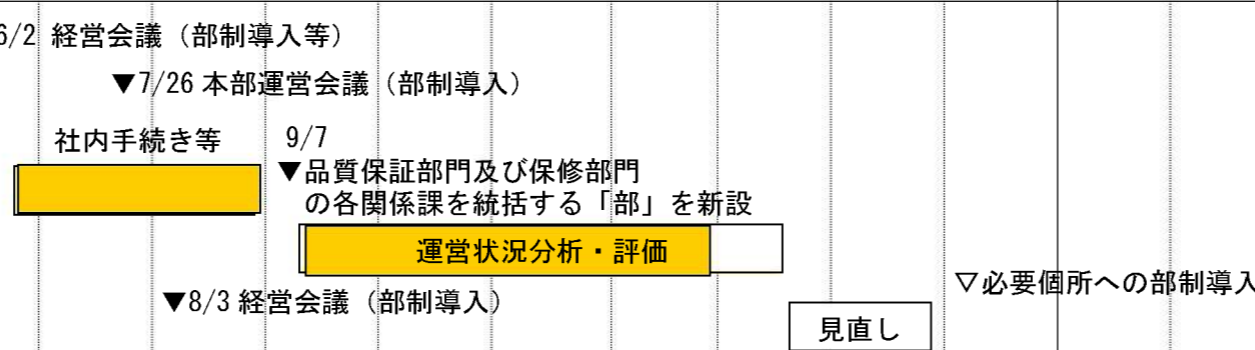 6/2 経営会議（部制導入等）
▼7/26 本部運営会議（部制導入）
社内手続き等
9/7
▼品質保証部門及び保修部門
の各関係課を統括する「部」を新設
運営状況分析・評価
▽必要個所への部制導入
▼8/3 経営会議（部制導入）
見直し